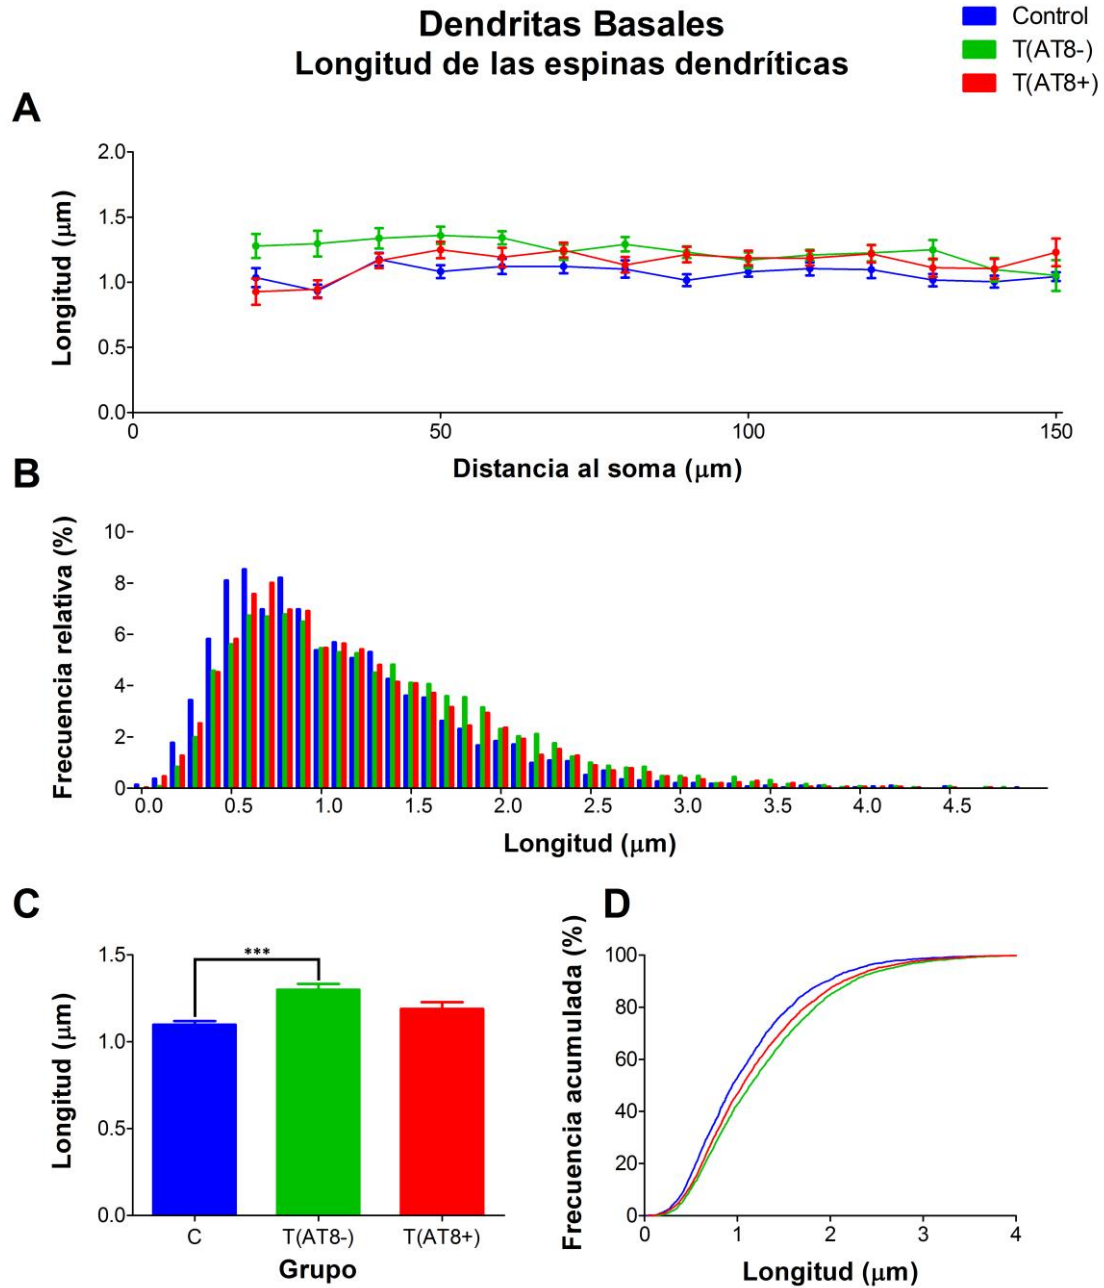 Dendritas Basales
Longitud de las espinas dendríticas
Control
T(AT8-)
T(AT8+)
A
Longitud (μm)
2.0
1.5
1.0
0.5
0.0
0
50
100
150
Distancia al soma (μm)
B
Frecuencia relativa (%)
10
8
6
4
2
0
0.0
0.5
1.0
1.5
2.0
2.5
3.0
3.5
4.0
4.5
Longitud (μm)
C
Longitud (μm)
1.5
1.0
0.5
0.0
***
C
T(AT8-)
T(AT8+)
Grupo
D
Frecuencia acumulada (%)
100
80
60
40
20
0
0
1
2
3
4
Longitud (μm)